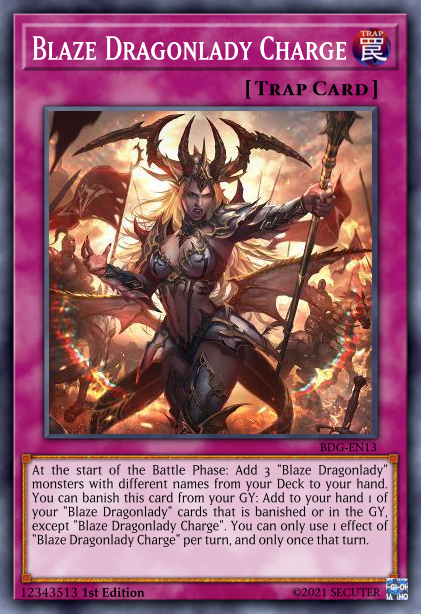 BLAZE DRAGONLADY CHARGE
TRAP
罠
[TRAP CARD]
BDG-EN13
At the start of the Battle Phase: Add 3 "Blaze Dragonlady"
monsters with different names from your Deck to your hand.
You can banish this card from your GY: Add to your hand 1 of
your "Blaze Dragonlady" cards that is banished or in the GY,
except "Blaze Dragonlady Charge". You can only use 1 effect of
"Blaze Dragonlady Charge" per turn, and only once that turn.
12343513 1st Edition
©2021 SECUTER